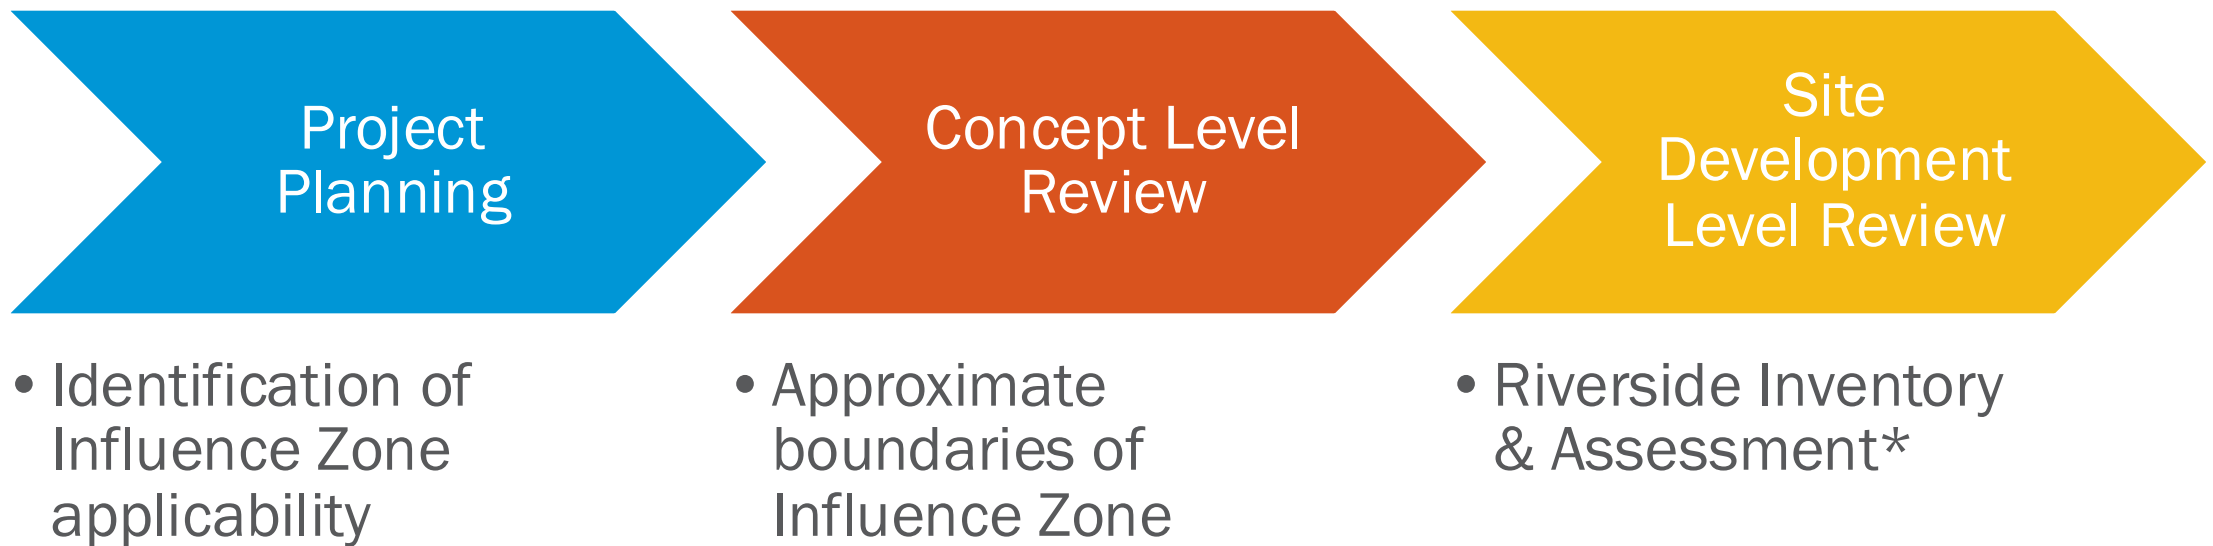 Project
Planning
Concept Level
Review
Site
Development
Level Review
• Identification of
Influence Zone
applicability
• Approximate
boundaries of
Influence Zone
• Riverside Inventory
& Assessment*